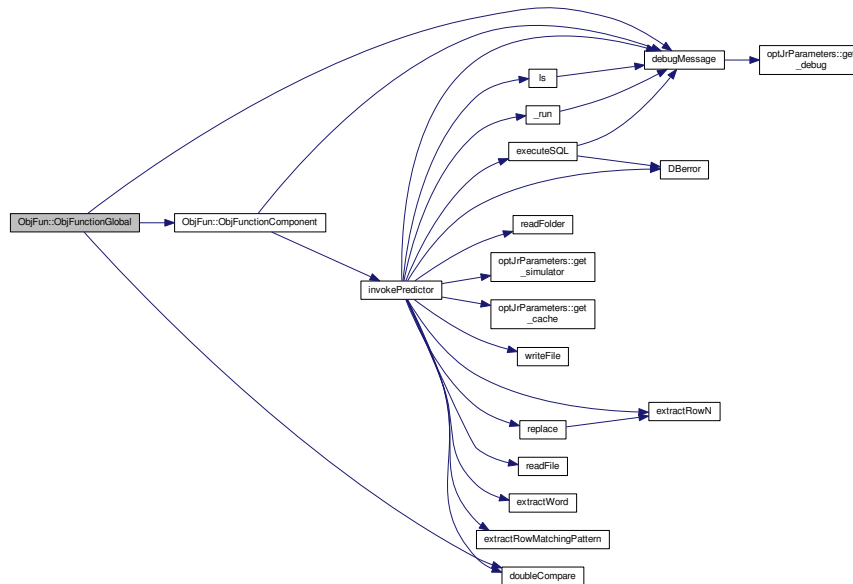 debugMessage
optJrParameters::get
_debug
ls
_run
executeSQL
DBerror
ObjFun::ObjFunctionGlobal
ObjFun::ObjFunctionComponent
readFolder
optJrParameters::get
_simulator
invokePredictor
optJrParameters::get
_cache
writeFile
extractRowN
replace
readFile
extractWord
extractRowMatchingPattern
doubleCompare